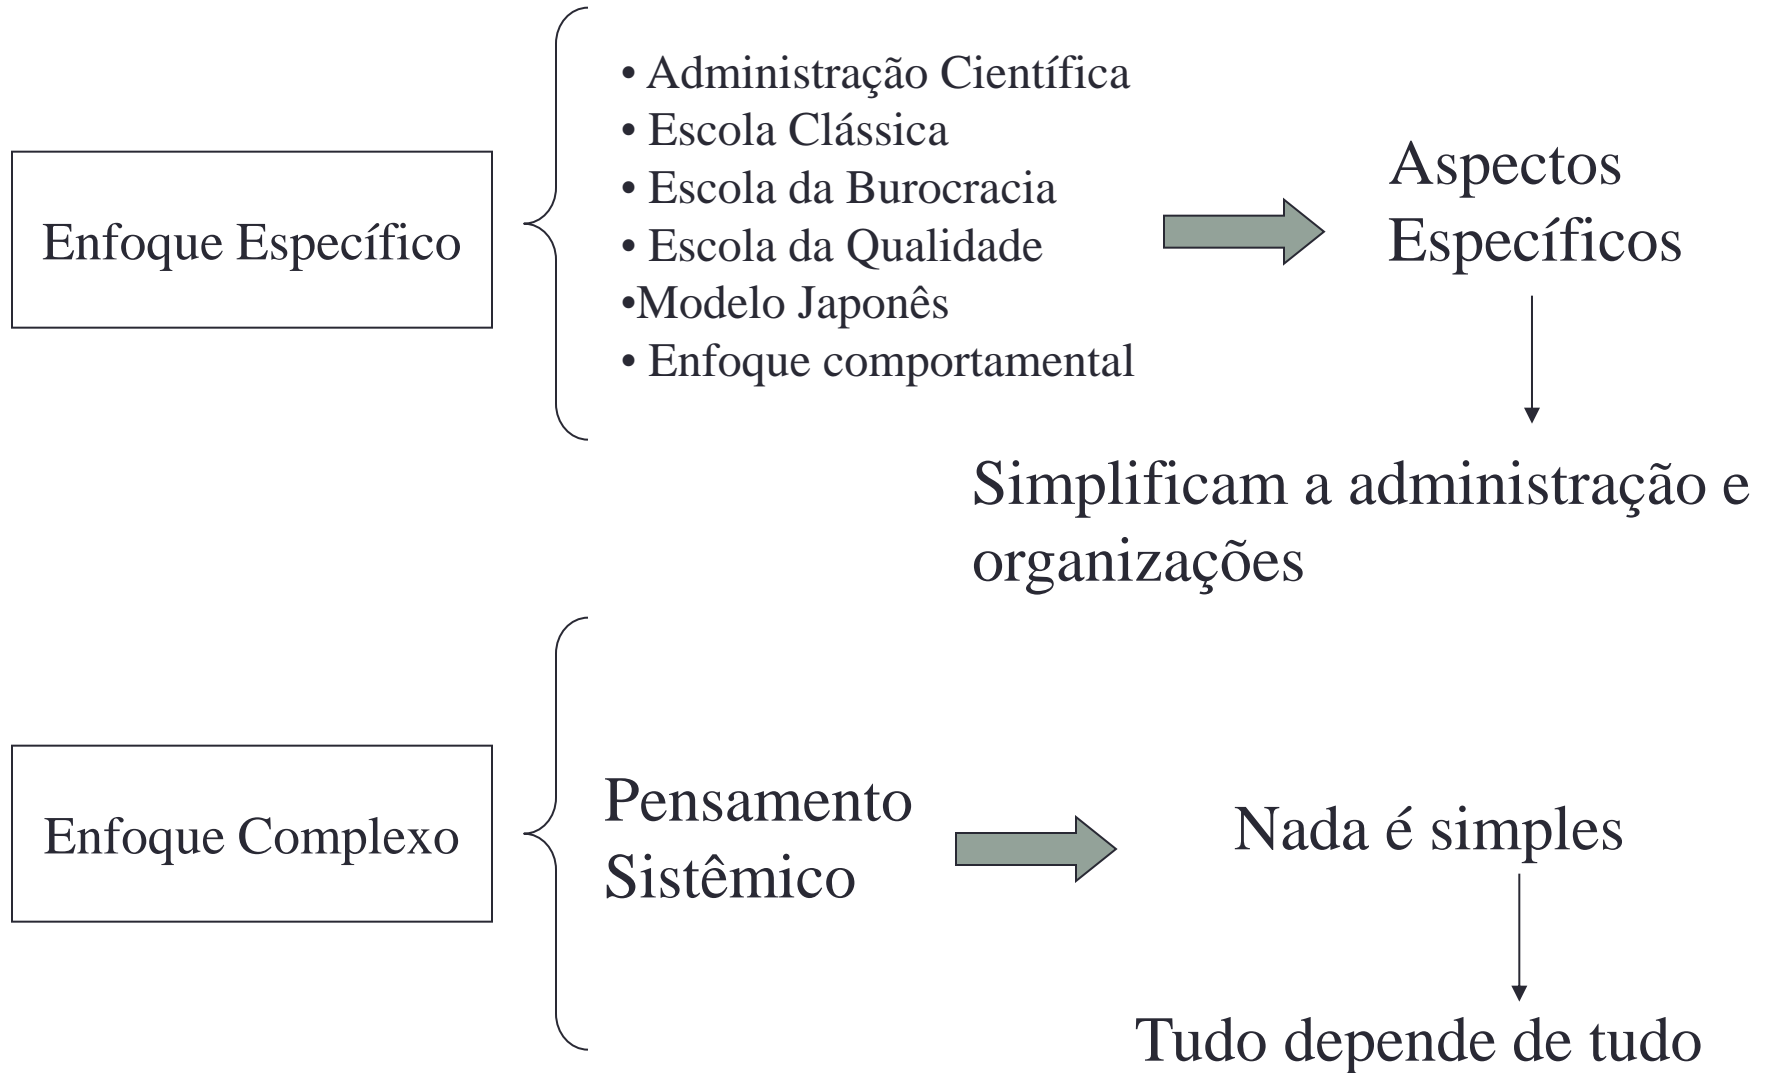 Enfoque Específico
• Administração Científica
• Escola Clássica
• Escola da Burocracia
• Escola da Qualidade
•Modelo Japonês
• Enfoque comportamental
Aspectos
Específicos
Simplificam a administração e
organizações
Enfoque Complexo
Pensamento
Sistêmico
Nada é simples
Tudo depende de tudo